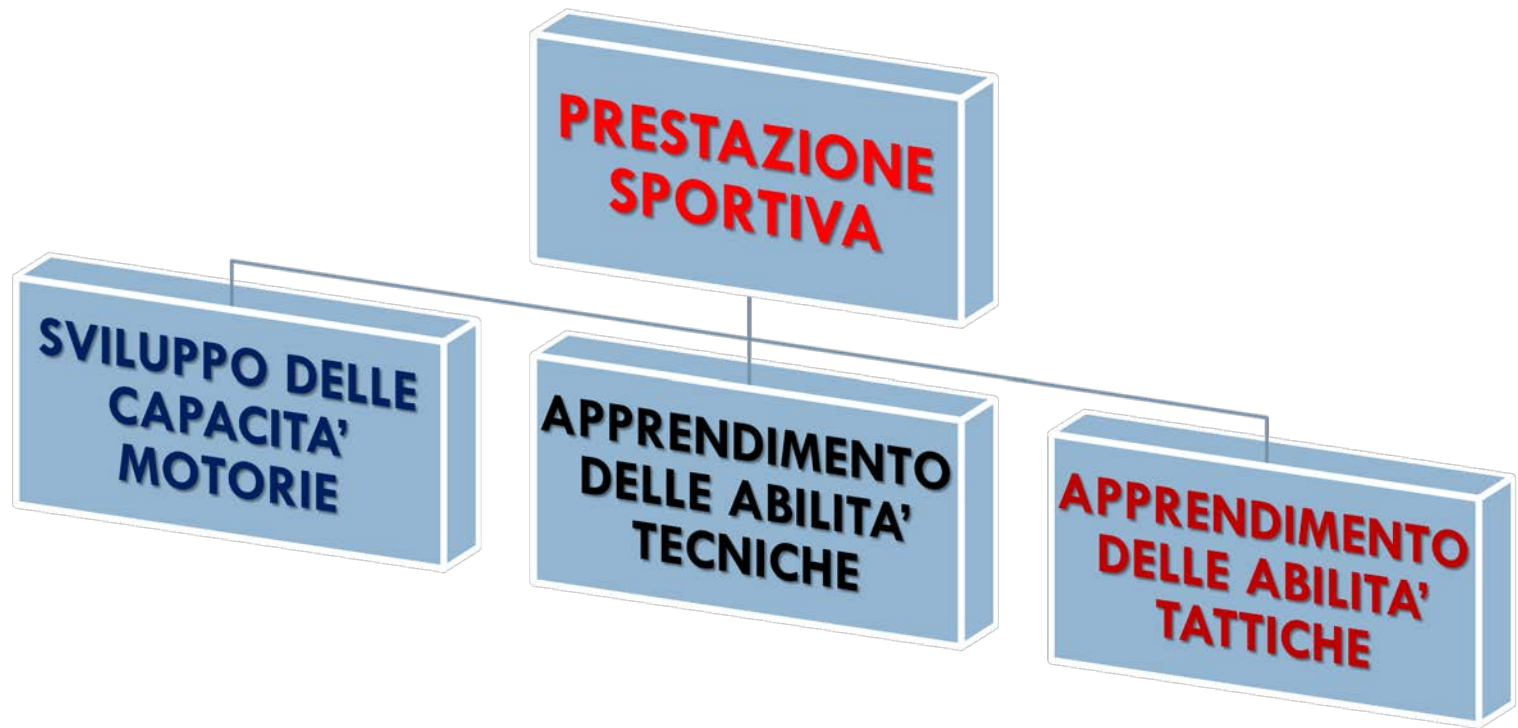 PRESTAZIONE
SPORTIVA
SVILUPPO DELLE
CAPACITA’
MOTORIE
APPRENDIMENTO
DELLE ABILITA’
TECNICHE
APPRENDIMENTO
DELLE ABILITA’
TATTICHE